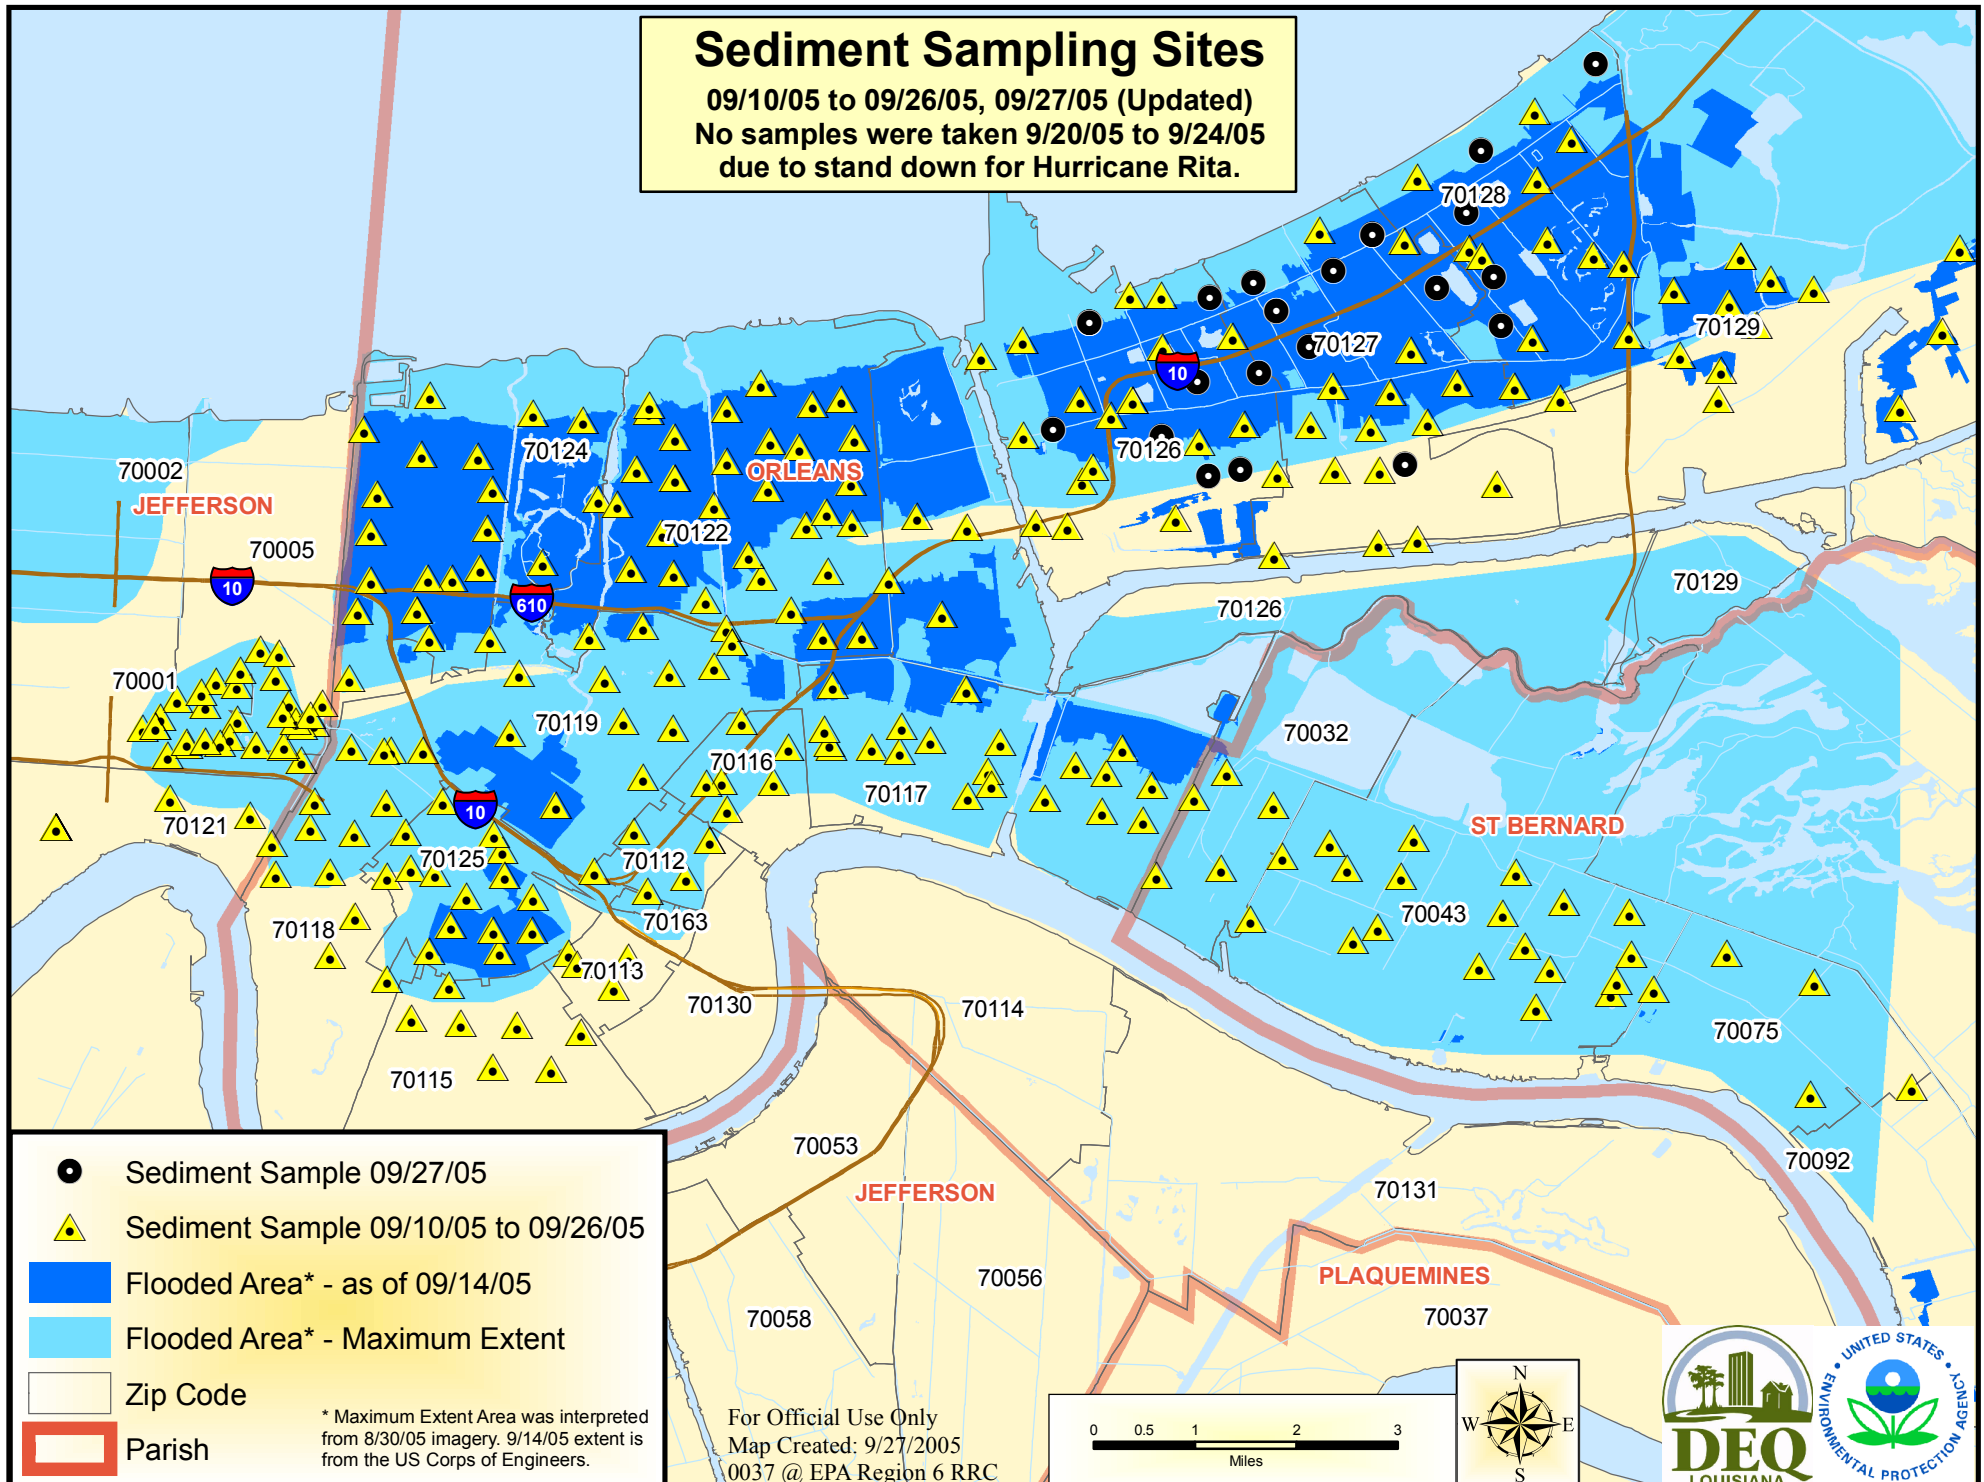 Sediment Sampling Sites
09/10/05 to 09/26/05, 09/27/05 (Updated)
No samples were taken 9/20/05 to 9/24/05
due to stand down for Hurricane Rita.
70128
70127
70129
10
70124
70126
70002
ORLEANS
JEFFERSON
70122
70005
10
610
70129
70126
70001
70119
70032
70116
70117
10
70121
ST BERNARD
70125
70112
70043
70118
70163
70113
70130
70114
70075
70115
70053
70092
JEFFERSON
70131
70056
PLAQUEMINES
70058
70037
Sediment Sample 09/27/05
Sediment Sample 09/10/05 to 09/26/05
Flooded Area* - as of 09/14/05
Flooded Area* - Maximum Extent
Zip Code
Parish
* Maximum Extent Area was interpreted
from 8/30/05 imagery. 9/14/05 extent is
from the US Corps of Engineers.
For Official Use Only
Map Created: 9/27/2005
0037 @ EPA Region 6 RRC
0 0.5 1 2 3
Miles
N
W E
S
DEQ
LOUISIANA
UNITED STATES
ENVIRONMENTAL PROTECTION AGENCY